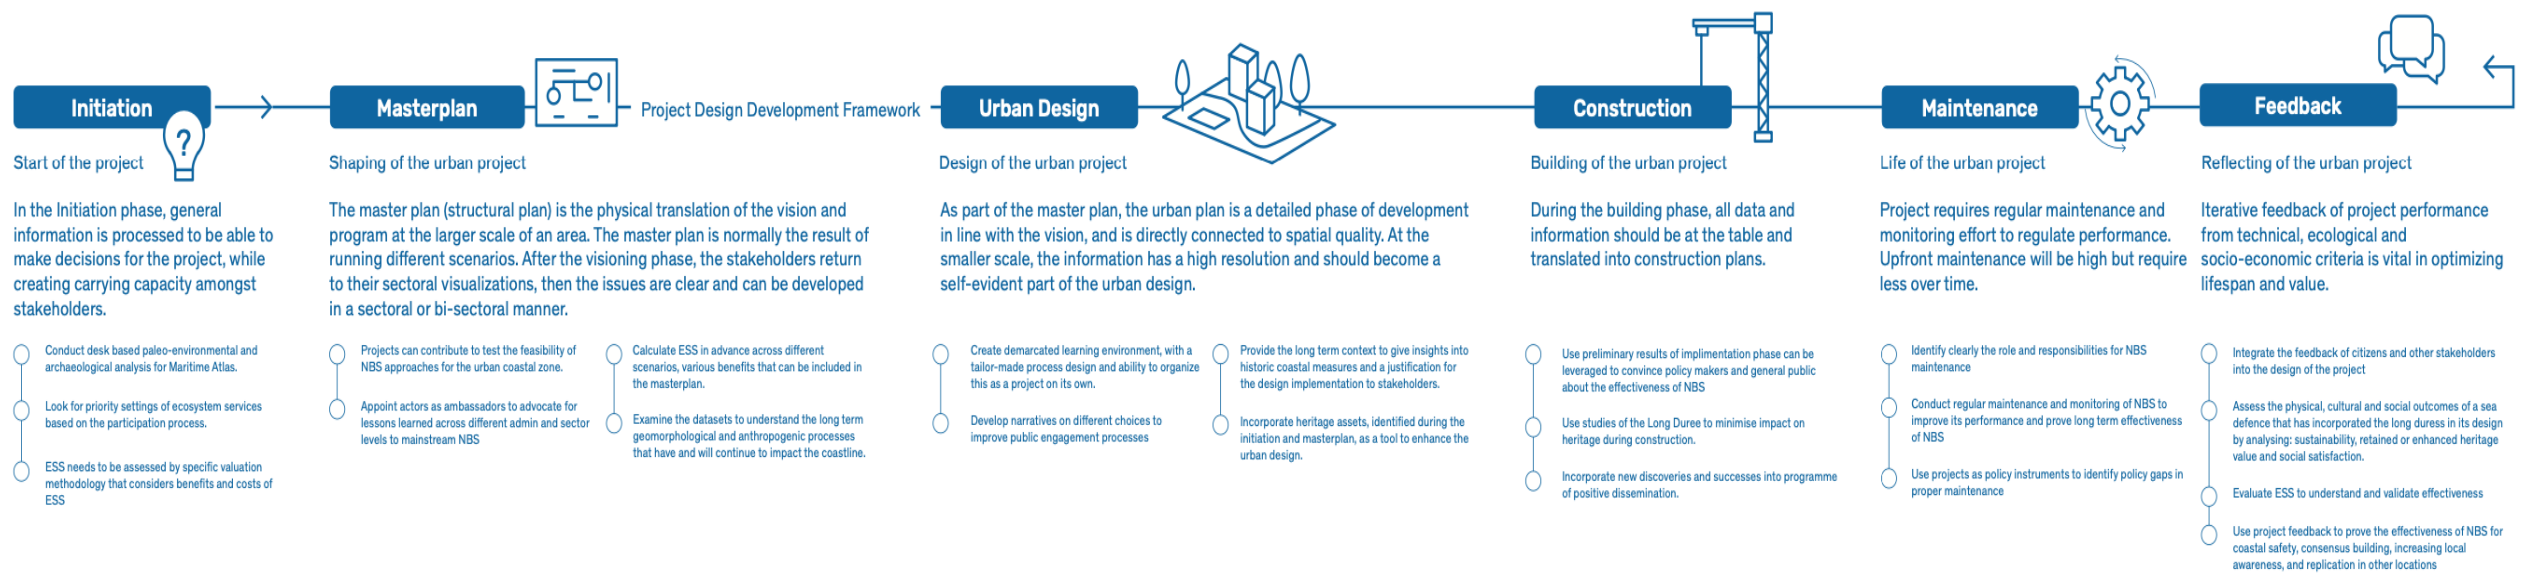 Initiation
?
Start of the project
In the Initiation phase, general
information is processed to be able to
make decisions for the project, while
creating carrying capacity amongst
stakeholders.
Conduct desk based paleo-environmental and
archaeological analysis for Maritime Atlas.
Look for priority settings of ecosystem services
based on the participation process.
ESS needs to be assessed by specific valuation
methodology that considers benefits and costs of
ESS
Masterplan
Shaping of the urban project
The master plan (structural plan) is the physical translation of the vision and
program at the larger scale of an area. The master plan is normally the result of
running different scenarios. After the visioning phase, the stakeholders return
to their sectoral visualizations, then the issues are clear and can be developed
in a sectoral or bi-sectoral manner.
Projects can contribute to test the feasibility of
NBS approaches for the urban coastal zone.
Appoint actors as ambassadors to advocate for
lessons learned across different admin and sector
levels to mainstream NBS
Calculate ESS in advance across different
scenarios, various benefits that can be included in
the masterplan.
Examine the datasets to understand the long term
geomorphological and anthropogenic processes
that have and will continue to impact the coastline.
Project Design Development Framework
Urban Design
Design of the urban project
As part of the master plan, the urban plan is a detailed phase of development
in line with the vision, and is directly connected to spatial quality. At the
smaller scale, the information has a high resolution and should become a
self-evident part of the urban design.
Create demarcated learning environment, with a
tailor-made process design and ability to organize
this as a project on its own.
Develop narratives on different choices to
improve public engagement processes
Provide the long term context to give insights into
historic coastal measures and a justification for
the design implementation to stakeholders.
Incorporate heritage assets, identified during the
initiation and masterplan, as a tool to enhance the
urban design.
Construction
Building of the urban project
During the building phase, all data and
information should be at the table and
translated into construction plans.
Use preliminary results of implimentation phase can be
leveraged to convince policy makers and general public
about the effectiveness of NBS
Use studies of the Long Duree to minimise impact on
heritage during construction.
Incorporate new discoveries and successes into programme
of positive dissemination.
Maintenance
Life of the urban project
Project requires regular maintenance and
monitoring effort to regulate performance.
Upfront maintenance will be high but require
less over time.
Identify clearly the role and responsibilities for NBS
maintenance
Conduct regular maintenance and monitoring of NBS to
improve its performance and prove long term effectiveness
of NBS
Use projects as policy instruments to identify policy gaps in
proper maintenance
Feedback
Reflecting of the urban project
Iterative feedback of project performance
from technical, ecological and
socio-economic criteria is vital in optimizing
lifespan and value.
Integrate the feedback of citizens and other stakeholders
into the design of the project
Assess the physical, cultural and social outcomes of a sea
defence that has incorporated the long duress in its design
by analysing: sustainability, retained or enhanced heritage
value and social satisfaction.
Evaluate ESS to understand and validate effectiveness
Use project feedback to prove the effectiveness of NBS for
coastal safety, consensus building, increasing local
awareness, and replication in other locations